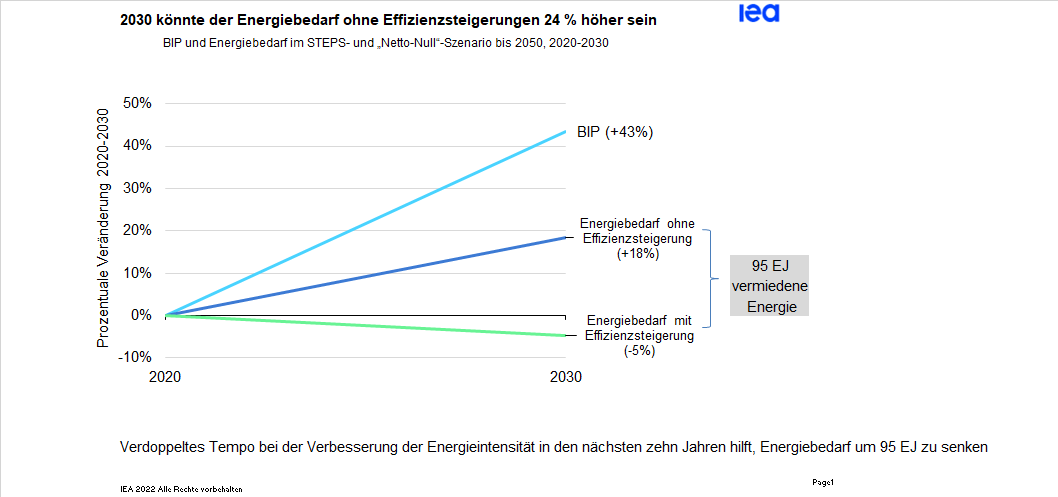 2030 könnte der Energiebedarf ohne Effizienzsteigerungen 24 % höher sein
iea
BIP und Energiebedarf im STEPS- und „Netto-Null“-Szenario bis 2050, 2020-2030
Prozentuale Veränderung 2020-2030
50%
40%
30%
20%
10%
0%
-10%
2020
2030
BIP (+43%)
Energiebedarf ohne
Effizienzsteigerung
(+18%)
95 EJ
vermiedene
Energie
Energiebedarf mit
Effizienzsteigerung
(-5%)
Verdoppeltes Tempo bei der Verbesserung der Energieintensität in den nächsten zehn Jahren hilft, Energiebedarf um 95 EJ zu senken
IEA 2022 Alle Rechte vorbehalten
Page1